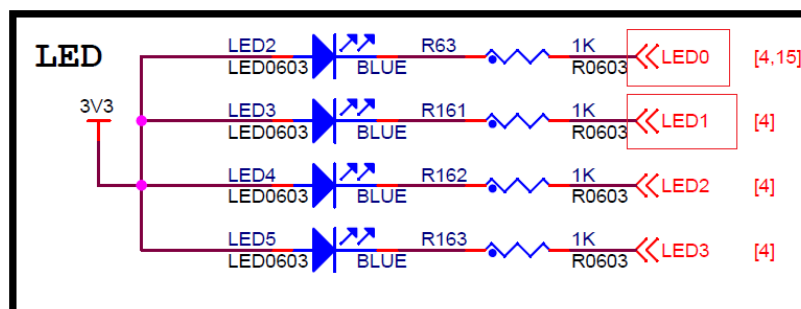 LED
3V3
LED2 R63 1K LED0 [4,15]
LED0603 BLUE R0603
LED3 R161 1K LED1 [4]
LED0603 BLUE R0603
LED4 R162 1K LED2 [4]
LED0603 BLUE R0603
LED5 R163 1K LED3 [4]
LED0603 BLUE R0603